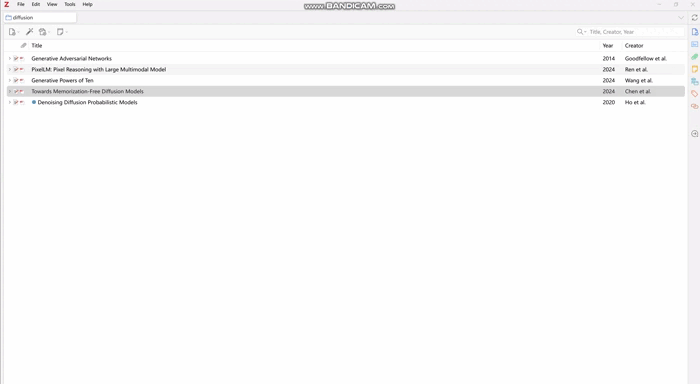 www.BANDICAM.com
Z File Edit View Tools Help
diffusion
Title, Creator, Year
Title Year Creator
Generative Adversarial Networks 2014 Goodfellow et al.
PixelLM: Pixel Reasoning with Large Multimodal Model 2024 Ren et al.
Generative Powers of Ten 2024 Wang et al.
Towards Memorization-Free Diffusion Models 2024 Chen et al.
Denoising Diffusion Probabilistic Models 2020 Ho et al.